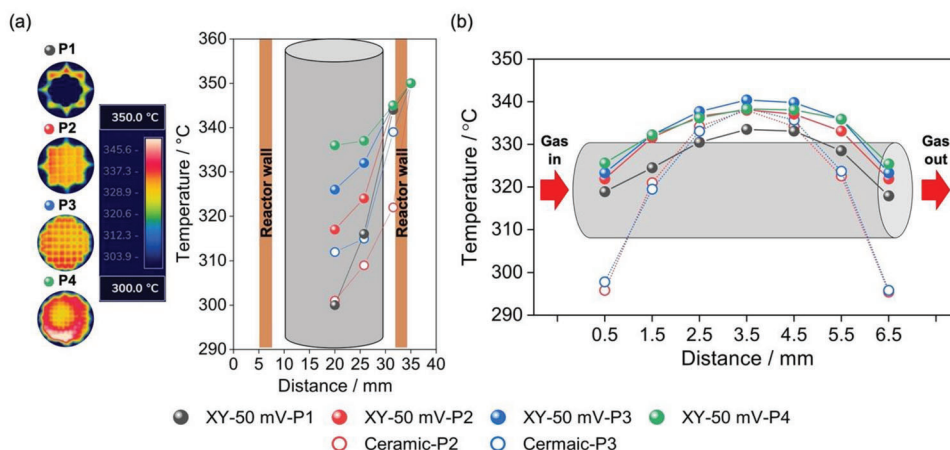 (a)
P1
P2
P3
P4
350.0 °C
345.6 -
337.3 -
328.9 -
320.6 -
312.3 -
303.9 -
300.0 °C
Temperature / °C
360
350
340
330
320
310
300
290
Reactor wall
Reactor wall
0 5 10 15 20 25 30 35 40
Distance / mm
(b)
Temperature / °C
350
340
330
320
310
300
290
Gas
in
Gas
out
0.5 1.5 2.5 3.5 4.5 5.5 6.5
Distance / mm
XY-50 mV-P1 XY-50 mV-P2 XY-50 mV-P3 XY-50 mV-P4
Ceramic-P2 Cermaic-P3